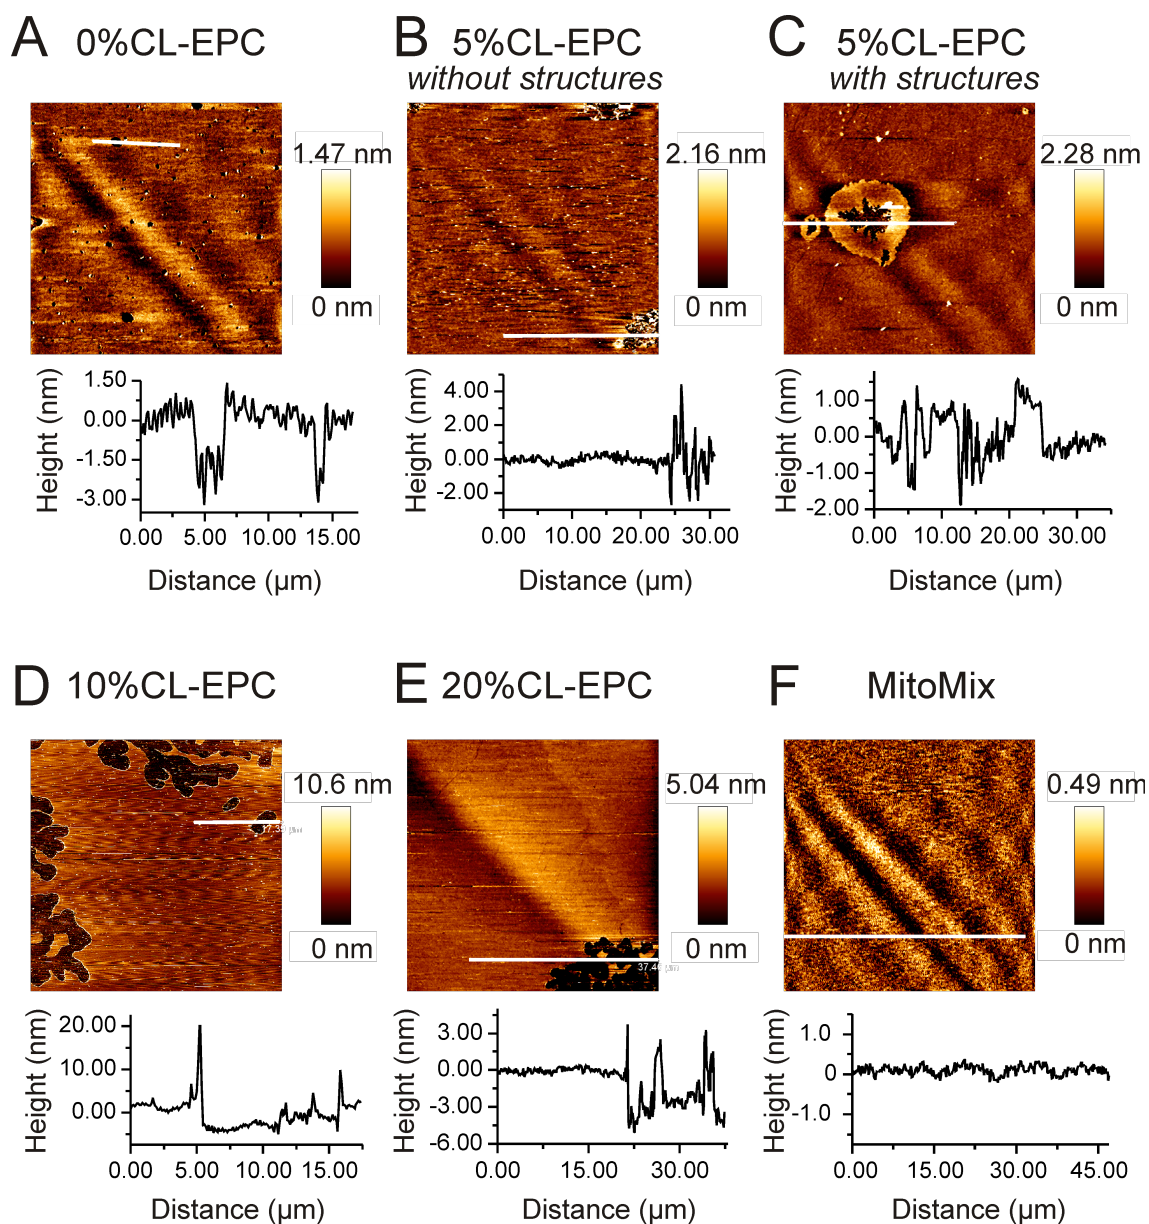 A 0%CL-EPC
B 5%CL-EPC
without structures
C 5%CL-EPC
with structures
1.47 nm
0 nm
2.16 nm
0 nm
2.28 nm
0 nm
Height (nm)
1.50
0.00
-1.50
-3.00
0.00 5.00 10.00 15.00
Distance (µm)
Height (nm)
4.00
2.00
0.00
-2.00
0.00 10.00 20.00 30.00
Distance (µm)
Height (nm)
1.00
0.00
-1.00
-2.00
0.00 10.00 20.00 30.00
Distance (µm)
D 10%CL-EPC
E 20%CL-EPC
F MitoMix
10.6 nm
0 nm
5.04 nm
0 nm
0.49 nm
0 nm
Height (nm)
20.00
10.00
0.00
0.00 5.00 10.00 15.00
Distance (µm)
Height (nm)
3.00
0.00
-3.00
-6.00
0.00 15.00 30.00
Distance (µm)
Height (nm)
1.0
0
-1.0
0.00 15.00 30.00 45.00
Distance (µm)